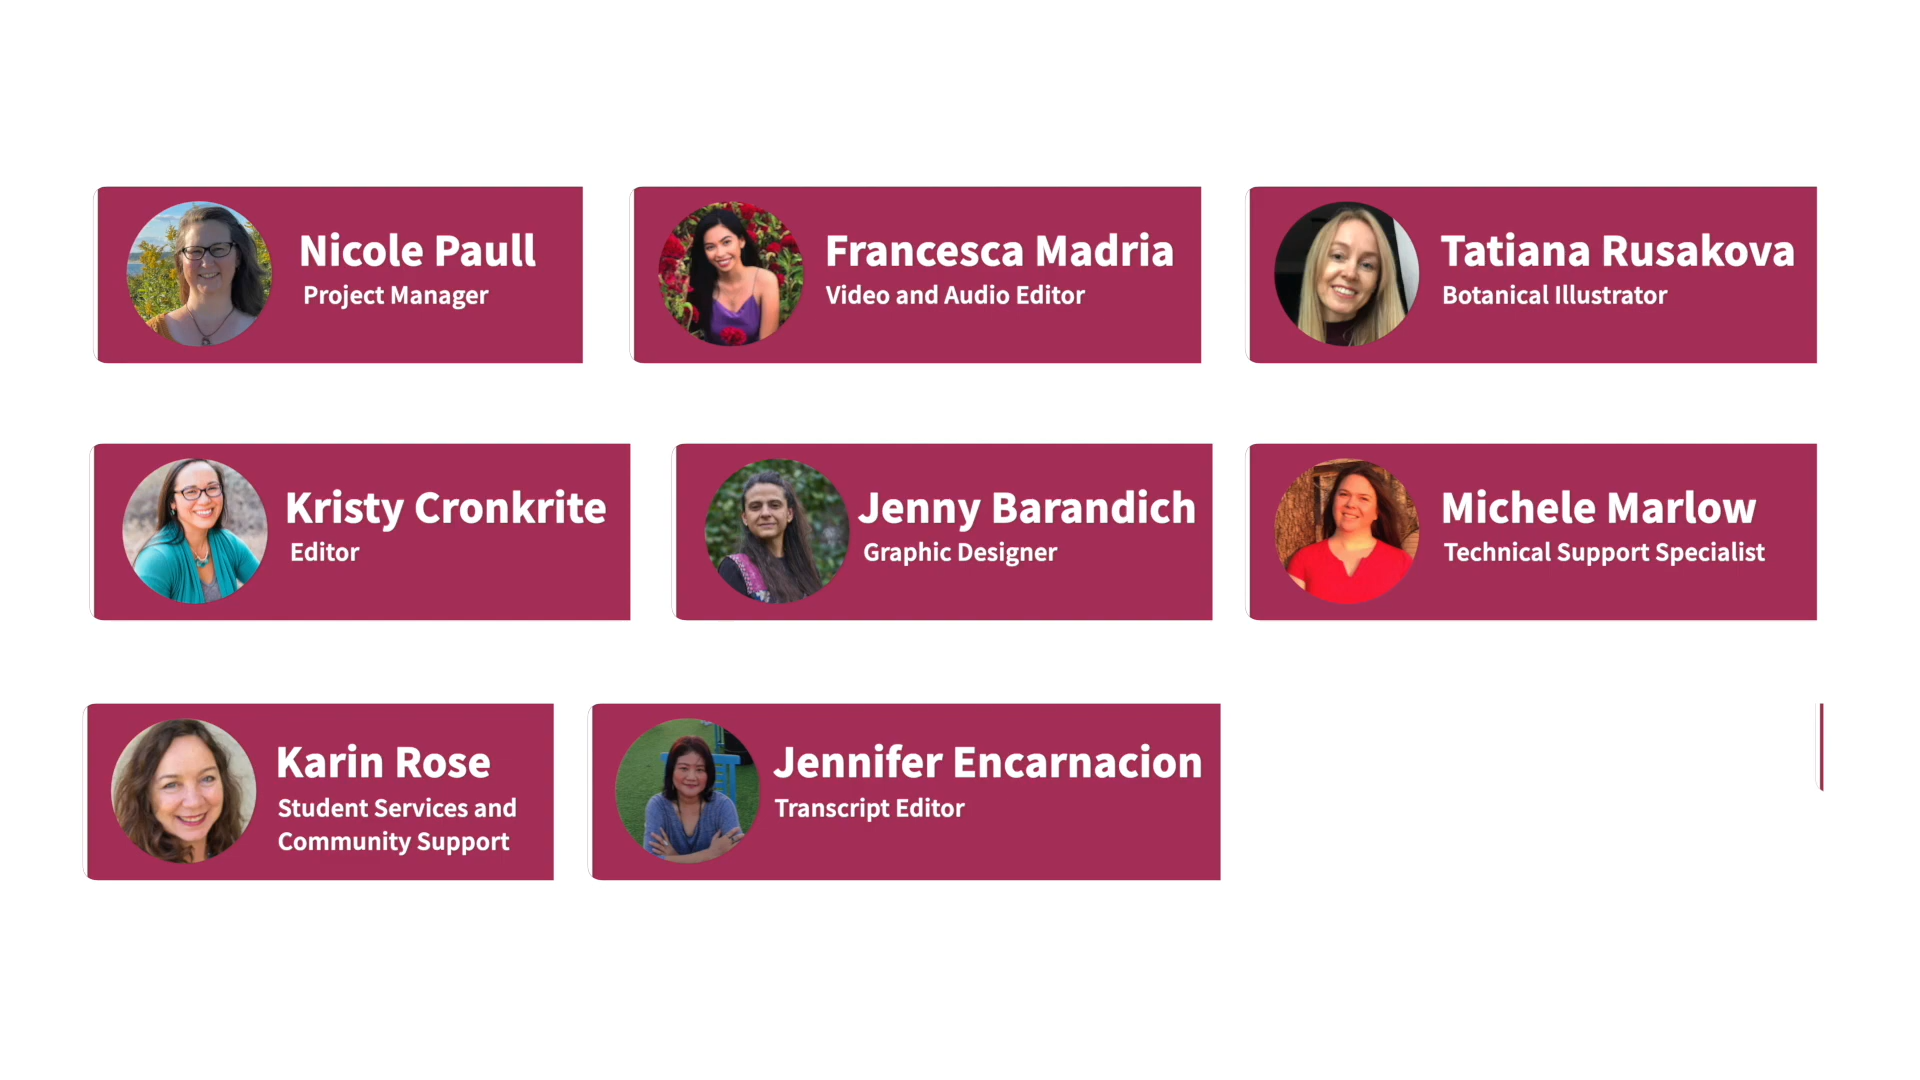 Nicole Paull
Project Manager
Francesca Madria
Video and Audio Editor
Tatiana Rusakova
Botanical Illustrator
Kristy Cronkrite
Editor
Jenny Barandich
Graphic Designer
Michele Marlow
Technical Support Specialist
Karin Rose
Student Services and
Community Support
Jennifer Encarnacion
Transcript Editor